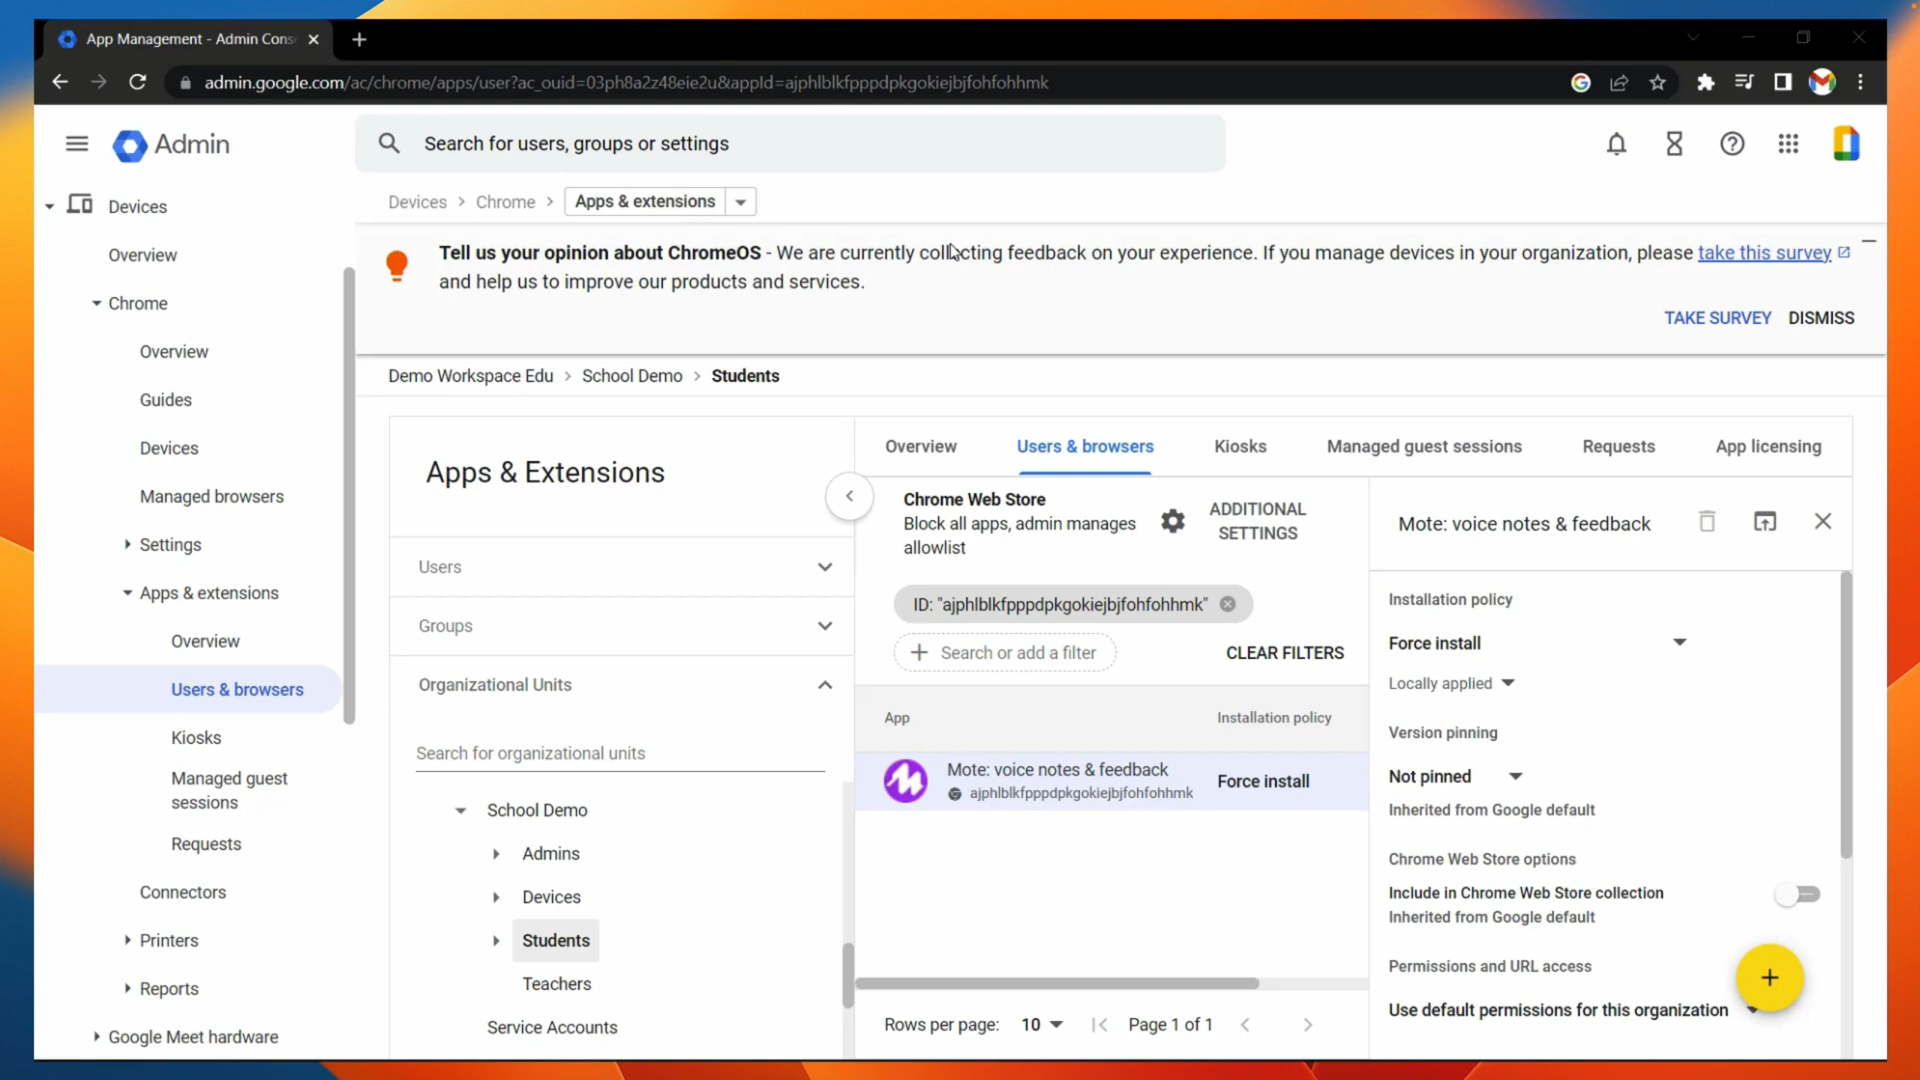 App Management - Admin Cons
admin.google.com/ac/chrome/apps/user?ac_ouid=03ph8a2z48eie2u&appId=ajphlblkfpppdpkgokiejbjfohfohhmk
Admin
Search for users, groups or settings
Devices
Overview
Chrome
Overview
Guides
Devices
Managed browsers
Settings
Apps & extensions
Overview
Users & browsers
Kiosks
Managed guest
sessions
Requests
Connectors
Printers
Reports
Google Meet hardware
Devices > Chrome > Apps & extensions
Tell us your opinion about ChromeOS - We are currently collecting feedback on your experience. If you manage devices in your organization, please take this survey
and help us to improve our products and services.
TAKE SURVEY DISMISS
Demo Workspace Edu > School Demo > Students
Apps & Extensions
Users
Groups
Organizational Units
Search for organizational units
School Demo
Admins
Devices
Students
Teachers
Service Accounts
Overview Users & browsers Kiosks Managed guest sessions Requests App licensing
Chrome Web Store
Block all apps, admin manages
allowlist
ADDITIONAL
SETTINGS
ID: "ajphlblkfpppdpkgokiejbjfohfohhmk"
Search or add a filter
CLEAR FILTERS
App Installation policy
Mote: voice notes & feedback
ajphlblkfpppdpkgokiejbjfohfohhmk
Force install
Rows per page: 10 Page 1 of 1
Mote: voice notes & feedback
Installation policy
Force install
Locally applied
Version pinning
Not pinned
Inherited from Google default
Chrome Web Store options
Include in Chrome Web Store collection
Inherited from Google default
Permissions and URL access
Use default permissions for this organization